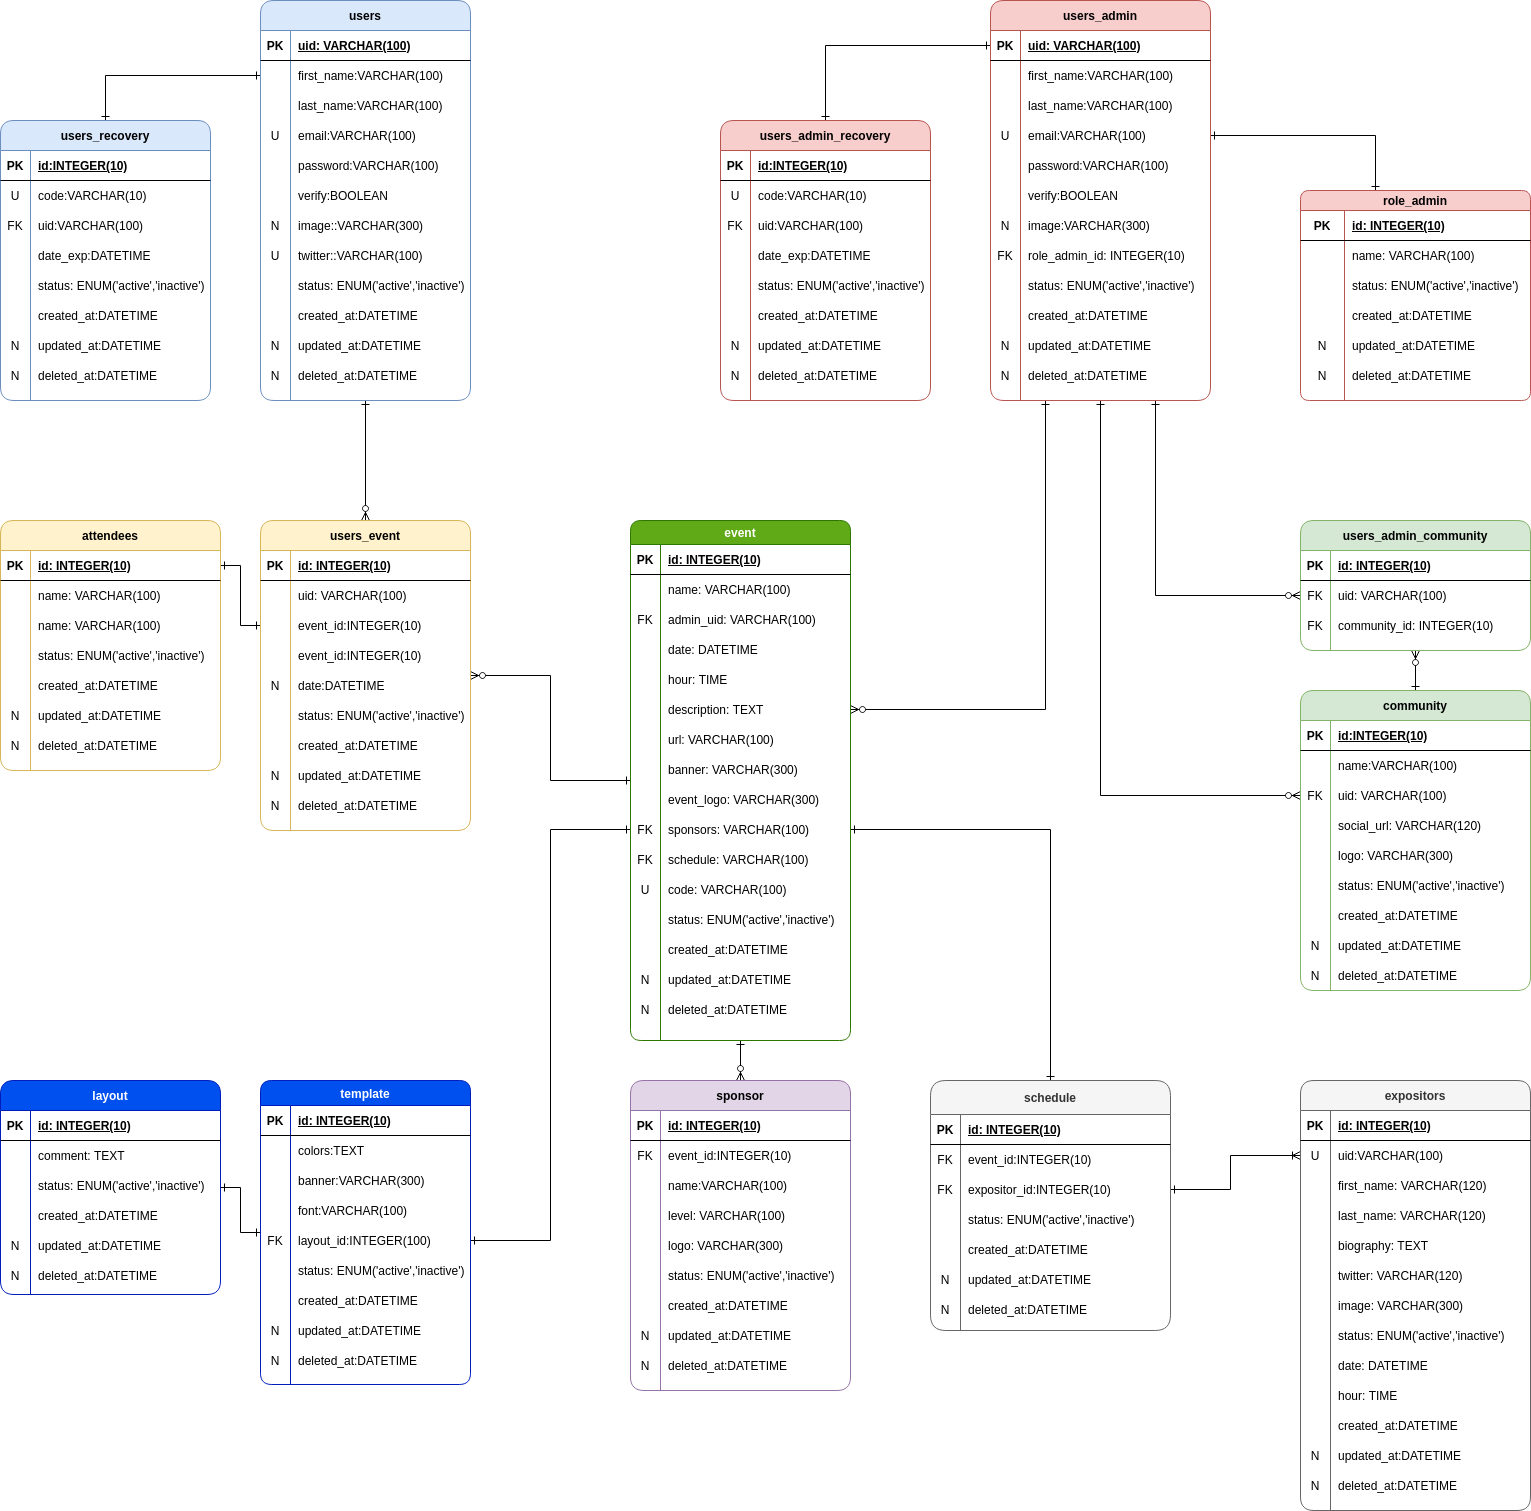 users
PK uid: VARCHAR(100)
first_name:VARCHAR(100)
last_name:VARCHAR(100)
U email:VARCHAR(100)
password:VARCHAR(100)
verify:BOOLEAN
N image::VARCHAR(300)
U twitter::VARCHAR(100)
status: ENUM('active','inactive')
created_at:DATETIME
N updated_at:DATETIME
N deleted_at:DATETIME
users_admin
PK uid: VARCHAR(100)
first_name:VARCHAR(100)
last_name:VARCHAR(100)
U email:VARCHAR(100)
password:VARCHAR(100)
verify:BOOLEAN
N image:VARCHAR(300)
FK role_admin_id: INTEGER(10)
status: ENUM('active','inactive')
created_at:DATETIME
N updated_at:DATETIME
N deleted_at:DATETIME
users_recovery
PK id:INTEGER(10)
U code:VARCHAR(10)
FK uid:VARCHAR(100)
date_exp:DATETIME
status: ENUM('active','inactive')
created_at:DATETIME
N updated_at:DATETIME
N deleted_at:DATETIME
users_admin_recovery
PK id:INTEGER(10)
U code:VARCHAR(10)
FK uid:VARCHAR(100)
date_exp:DATETIME
status: ENUM('active','inactive')
created_at:DATETIME
N updated_at:DATETIME
N deleted_at:DATETIME
role_admin
PK id: INTEGER(10)
name: VARCHAR(100)
status: ENUM('active','inactive')
created_at:DATETIME
N updated_at:DATETIME
N deleted_at:DATETIME
attendees
PK id: INTEGER(10)
name: VARCHAR(100)
name: VARCHAR(100)
status: ENUM('active','inactive')
created_at:DATETIME
N updated_at:DATETIME
N deleted_at:DATETIME
users_event
PK id: INTEGER(10)
uid: VARCHAR(100)
event_id:INTEGER(10)
event_id:INTEGER(10)
N date:DATETIME
status: ENUM('active','inactive')
created_at:DATETIME
N updated_at:DATETIME
N deleted_at:DATETIME
event
PK id: INTEGER(10)
name: VARCHAR(100)
FK admin_uid: VARCHAR(100)
date: DATETIME
hour: TIME
description: TEXT
url: VARCHAR(100)
banner: VARCHAR(300)
event_logo: VARCHAR(300)
FK sponsors: VARCHAR(100)
FK schedule: VARCHAR(100)
U code: VARCHAR(100)
status: ENUM('active','inactive')
created_at:DATETIME
N updated_at:DATETIME
N deleted_at:DATETIME
users_admin_community
PK id: INTEGER(10)
FK uid: VARCHAR(100)
FK community_id: INTEGER(10)
community
PK id:INTEGER(10)
name:VARCHAR(100)
FK uid: VARCHAR(100)
social_url: VARCHAR(120)
logo: VARCHAR(300)
status: ENUM('active','inactive')
created_at:DATETIME
N updated_at:DATETIME
N deleted_at:DATETIME
layout
PK id: INTEGER(10)
comment: TEXT
status: ENUM('active','inactive')
created_at:DATETIME
N updated_at:DATETIME
N deleted_at:DATETIME
template
PK id: INTEGER(10)
colors:TEXT
banner:VARCHAR(300)
font:VARCHAR(100)
FK layout_id:INTEGER(100)
status: ENUM('active','inactive')
created_at:DATETIME
N updated_at:DATETIME
N deleted_at:DATETIME
sponsor
PK id: INTEGER(10)
FK event_id:INTEGER(10)
name:VARCHAR(100)
level: VARCHAR(100)
logo: VARCHAR(300)
status: ENUM('active','inactive')
created_at:DATETIME
N updated_at:DATETIME
N deleted_at:DATETIME
schedule
PK id: INTEGER(10)
FK event_id:INTEGER(10)
FK expositor_id:INTEGER(10)
status: ENUM('active','inactive')
created_at:DATETIME
N updated_at:DATETIME
N deleted_at:DATETIME
expositors
PK id: INTEGER(10)
U uid:VARCHAR(100)
first_name: VARCHAR(120)
last_name: VARCHAR(120)
biography: TEXT
twitter: VARCHAR(120)
image: VARCHAR(300)
status: ENUM('active','inactive')
date: DATETIME
hour: TIME
created_at:DATETIME
N updated_at:DATETIME
N deleted_at:DATETIME